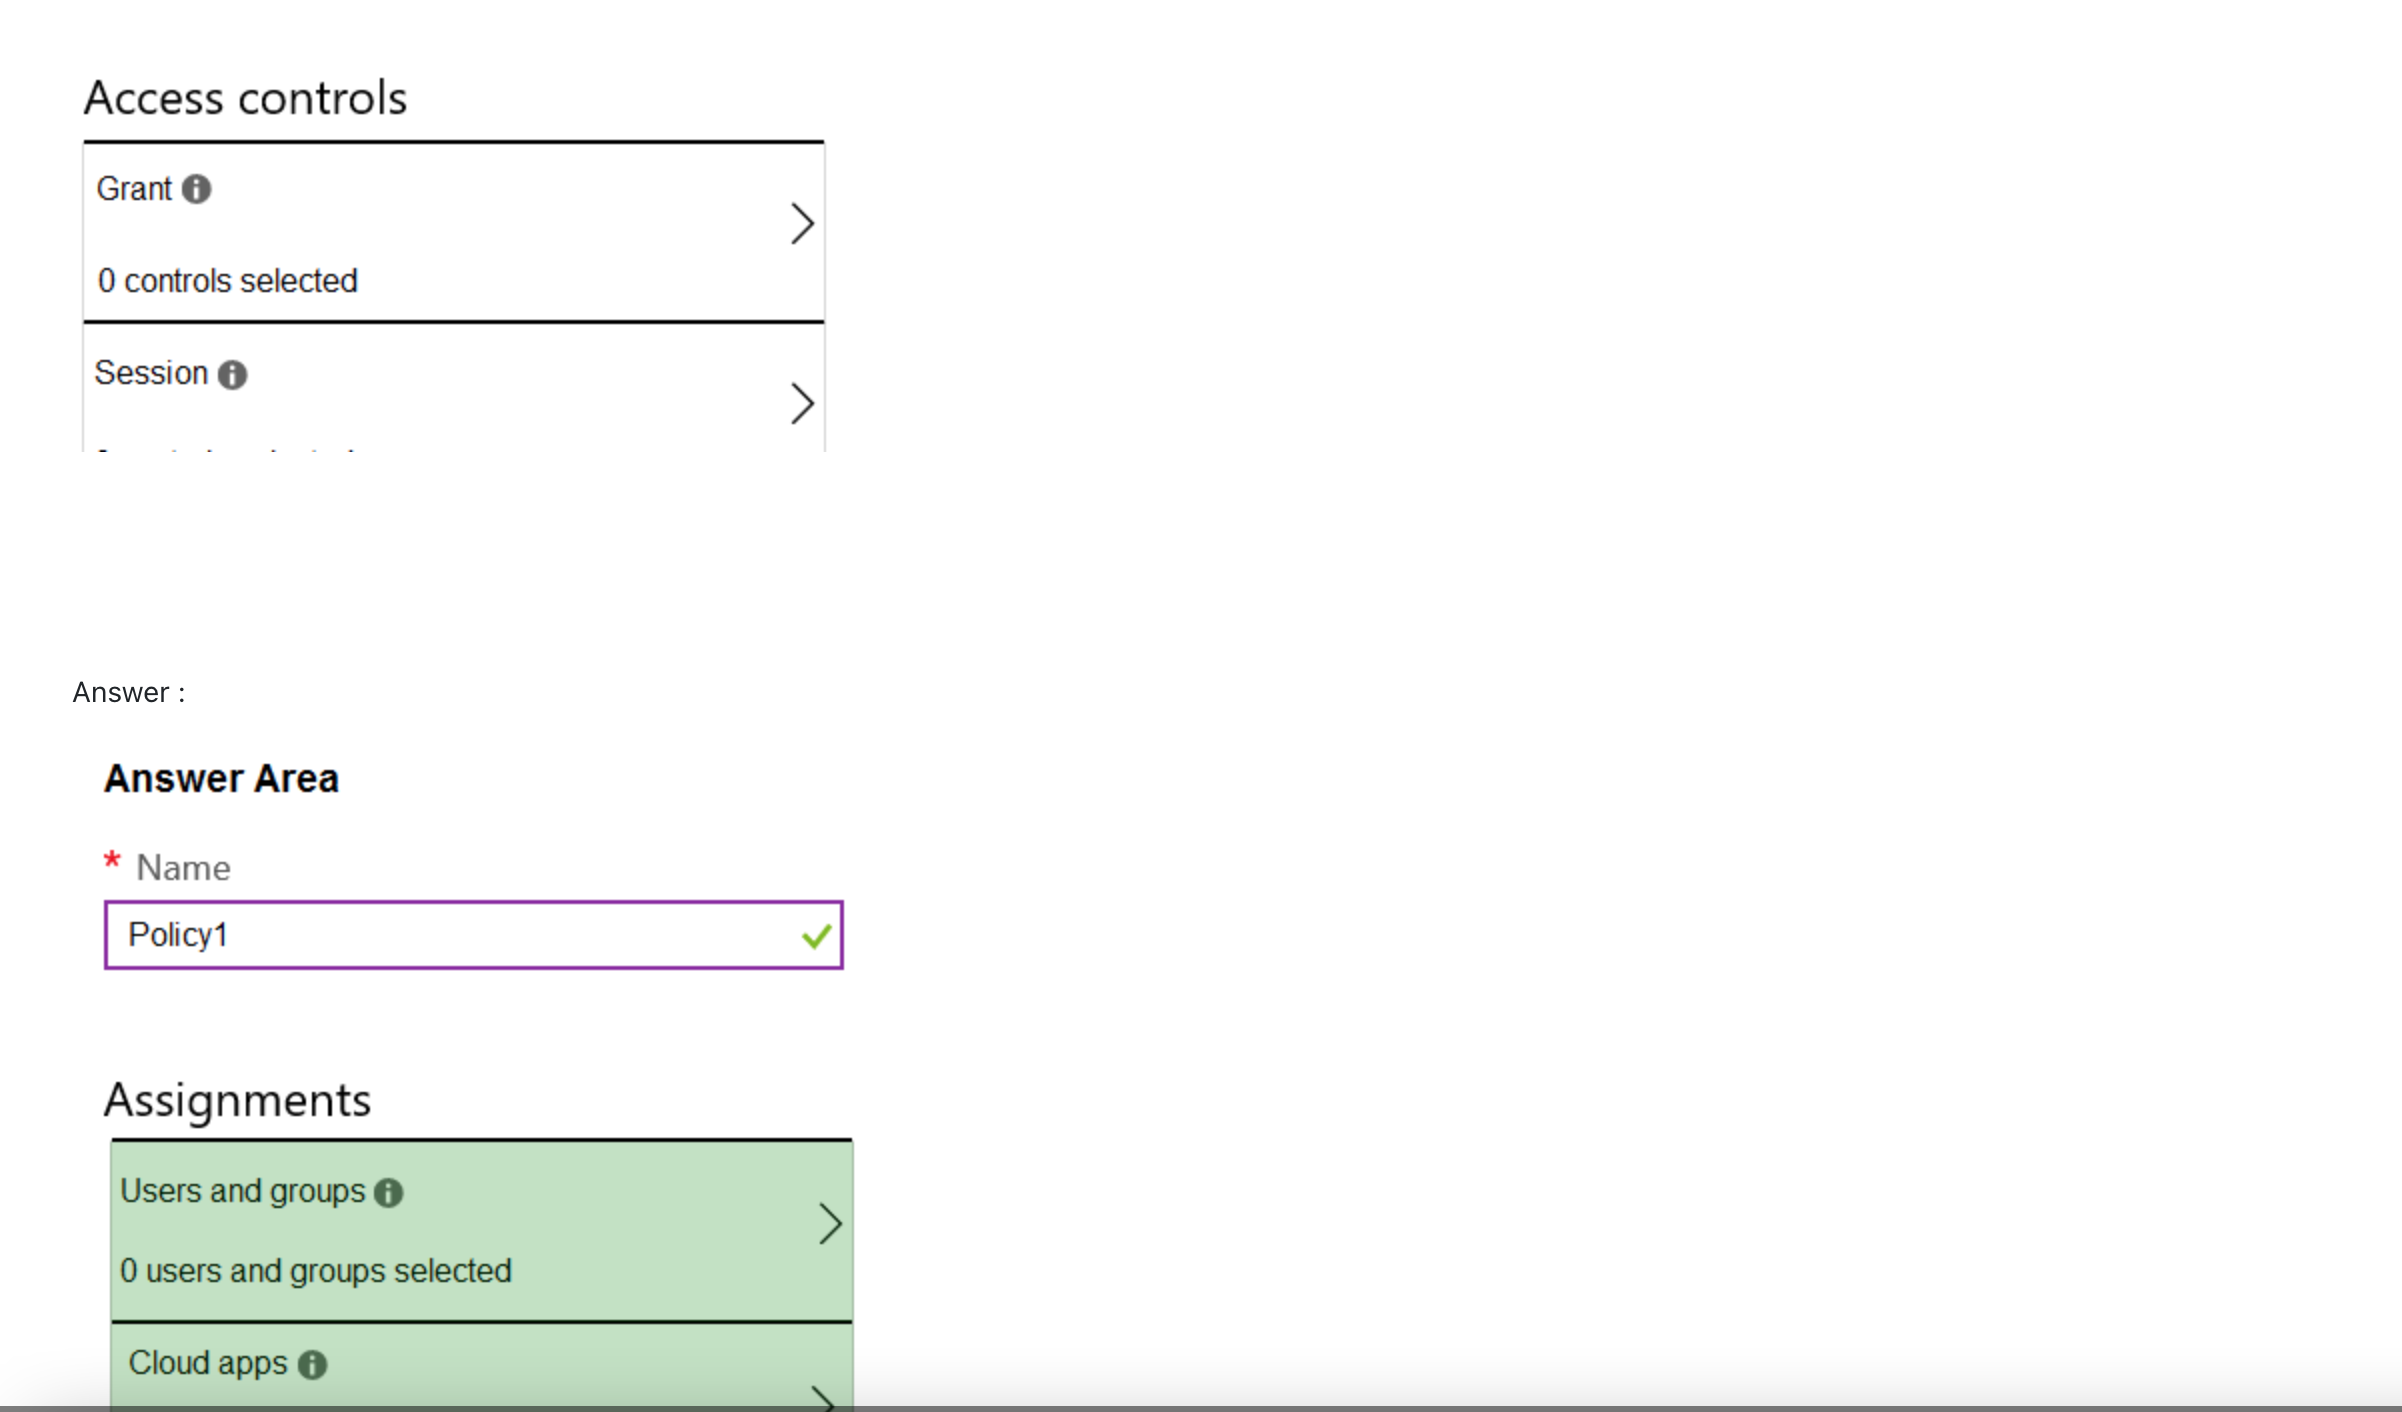 Access controls
Grant
0 controls selected
Session
Answer :
Answer Area
* Name
Policy1
Assignments
Users and groups
0 users and groups selected
Cloud apps